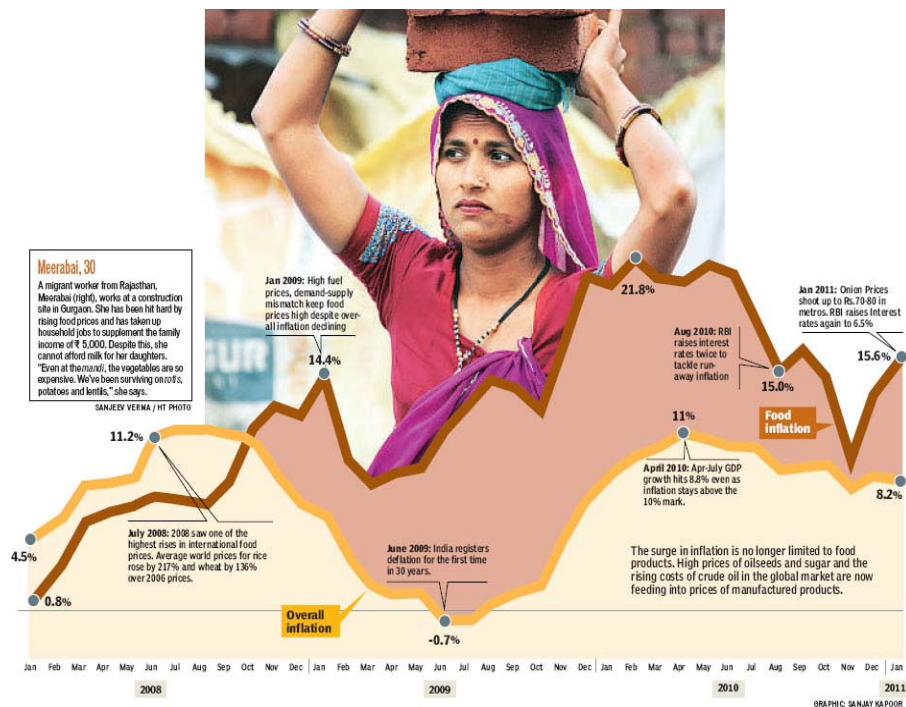 Meerabai, 30
A migrant worker from Rajasthan,
Meerabai (right), works at a construction
site in Gurgaon. She has been hit hard by
rising food prices and has taken up
household jobs to supplement the family
income of ₹ 5,000. Despite this, she
cannot afford milk for her daughters.
"Even at the mandi, the vegetables are so
expensive. We've been surviving on rotis,
potatoes and lentils," she says.
SANJEEV VERMA / HT PHOTO
Jan 2009: High fuel
prices, demand-supply
mismatch keep food
prices high despite over-
all inflation declining
14.4%
GUR
21.8%
Aug 2010: RBI
raises interest
rates twice to
tackle run-
away inflation
15.0%
Jan 2011: Onion Prices
shoot up to Rs.70-80 in
metros. RBI raises Interest
rates again to 6.5%
15.6%
Food
inflation
11.2%
11%
4.5%
0.8%
July 2008: 2008 saw one of the
highest rises in international food
prices. Average world prices for rice
rose by 217% and wheat by 136%
over 2006 prices.
June 2009: India registers
deflation for the first time
in 30 years.
April 2010: Apr-July GDP
growth hits 8.8% even as
inflation stays above the
10% mark.
8.2%
The surge in inflation is no longer limited to food
products. High prices of oilseeds and sugar and the
rising costs of crude oil in the global market are now
feeding into prices of manufactured products.
Overall
inflation
-0.7%
Jan Feb Mar Apr May Jun Jul Aug Sep Oct Nov Dec Jan Feb Mar Apr May Jun Jul Aug Sep Oct Nov Dec Jan Feb Mar Apr May Jun Jul Aug Sep Oct Nov Dec Jan
2008 2009 2010 2011
GRAPHIC: SANJAY KAPOOR